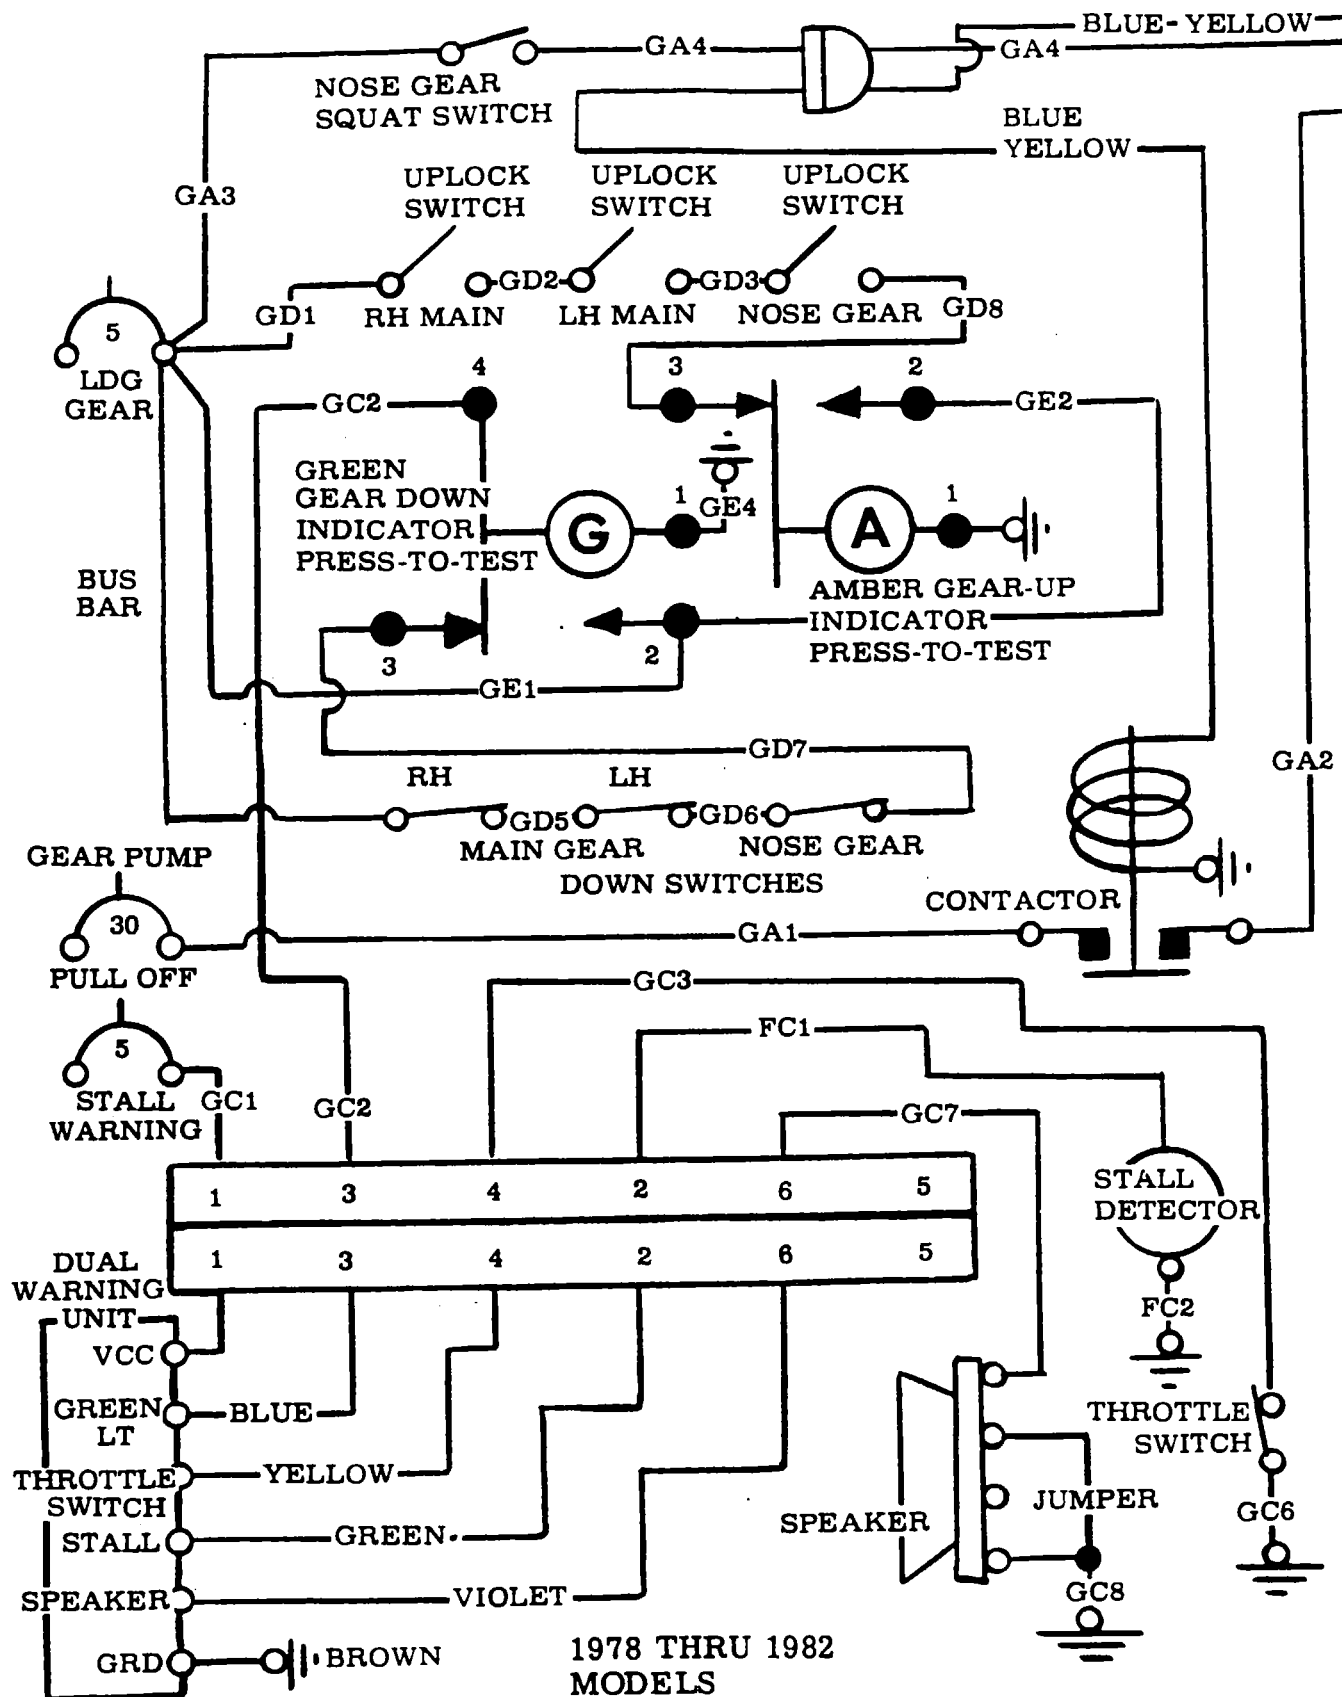 BLUE-YELLOW
GA4
GA4
NOSE GEAR
SQUAT SWITCH
BLUE
YELLOW
GA3
UPLOCK
SWITCH
UPLOCK
SWITCH
UPLOCK
SWITCH
GD1
RH MAIN
GD2
LH MAIN
GD3
NOSE GEAR
GD8
5
LDG
GEAR
4
3
2
GC2
GE2
GREEN
GEAR DOWN
INDICATOR
PRESS-TO-TEST
G
1
GE4
A
1
BUS
BAR
AMBER GEAR-UP
INDICATOR
PRESS-TO-TEST
3
2
GE1
GD7
GA2
RH
LH
GD5
GD6
MAIN GEAR
NOSE GEAR
DOWN SWITCHES
GEAR PUMP
30
PULL OFF
CONTACTOR
GA1
GC3
FC1
5
STALL
WARNING
GC1
GC2
GC7
1 3 4 2 6 5
1 3 4 2 6 5
STALL
DETECTOR
FC2
DUAL
WARNING
UNIT
VCC
GREEN
LT
BLUE
THROTTLE
SWITCH
YELLOW
STALL
GREEN
SPEAKER
VIOLET
GRD
BROWN
SPEAKER
JUMPER
GC8
THROTTLE
SWITCH
GC6
1978 THRU 1982
MODELS